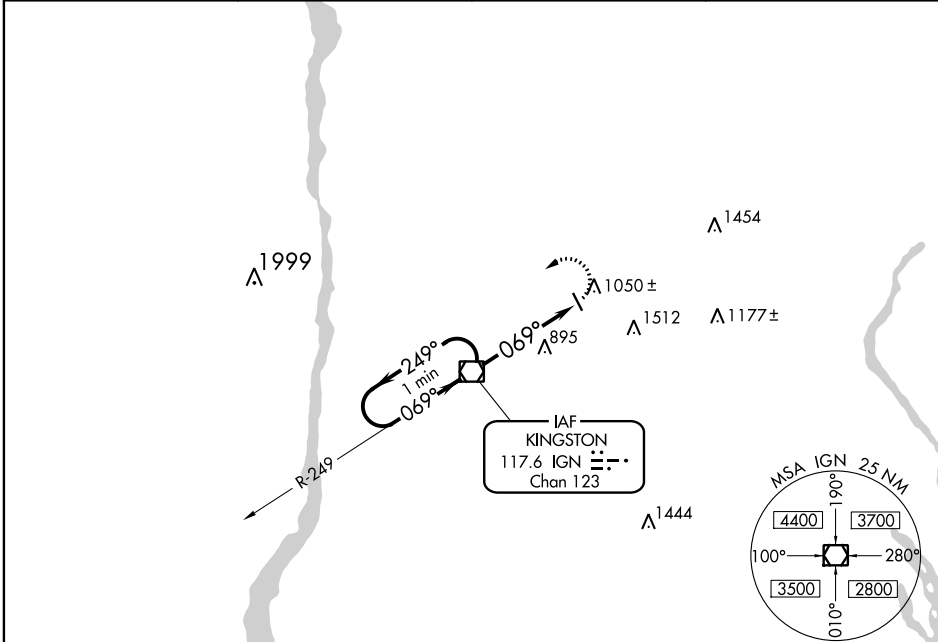 1454
1999
1050 ±
1512
1177 ±
895
069°
249°
1 min
069°
IAF
KINGSTON
117.6 IGN
Chan 123
R-249
1444
MSA IGN 25 NM
190°
4400
3700
100°
280°
3500
2800
010°